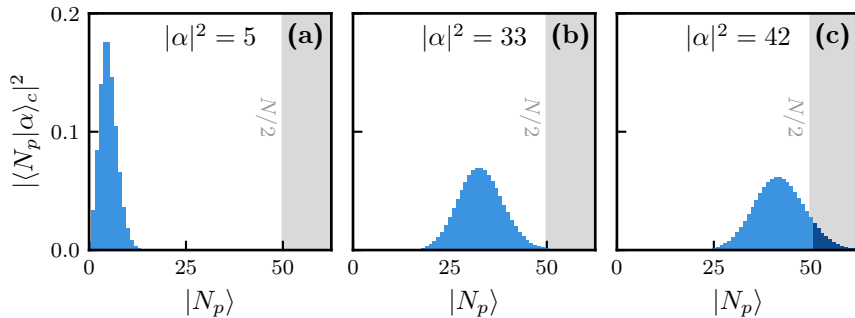 0.2
0.1
0.0
|⟨N_p|α⟩_c|^2
|α|^2 = 5 (a)
N/2
0 25 50
|N_p⟩
|α|^2 = 33 (b)
N/2
0 25 50
|N_p⟩
|α|^2 = 42 (c)
N/2
0 25 50
|N_p⟩